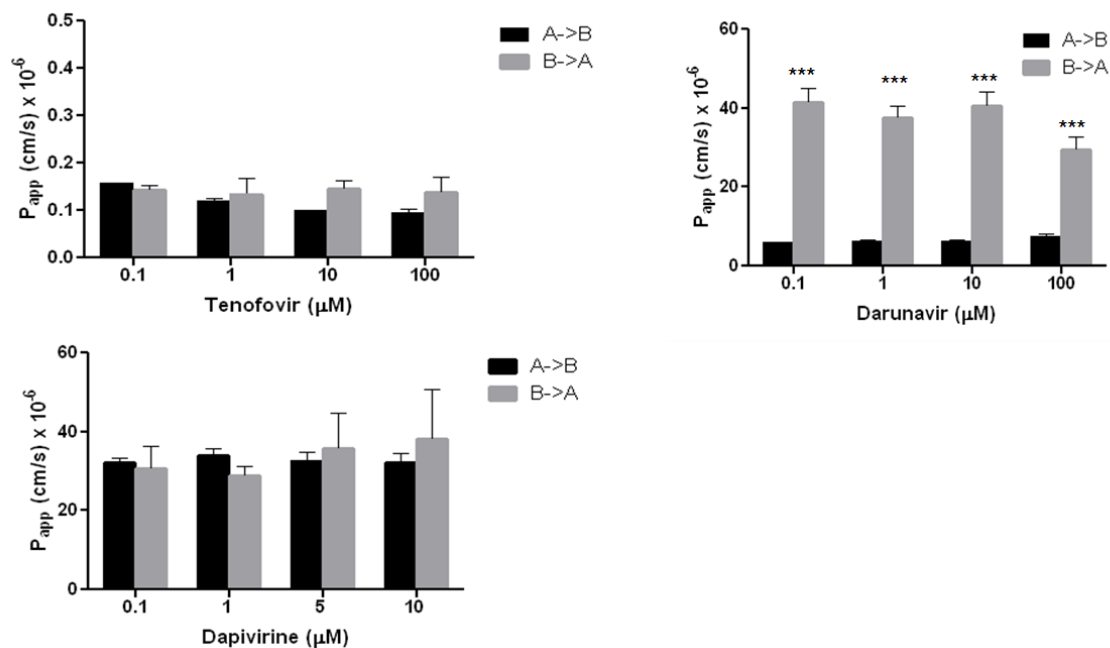 0.5
0.4
0.3
0.2
0.1
0.0
Papp (cm/s) x 10-6
A->B
B->A
0.1 1 10 100
Tenofovir (µM)
60
40
20
0
Papp (cm/s) x 10-6
A->B
B->A
*** *** *** ***
0.1 1 10 100
Darunavir (µM)
60
40
20
0
Papp (cm/s) x 10-6
A->B
B->A
0.1 1 5 10
Dapivirine (µM)